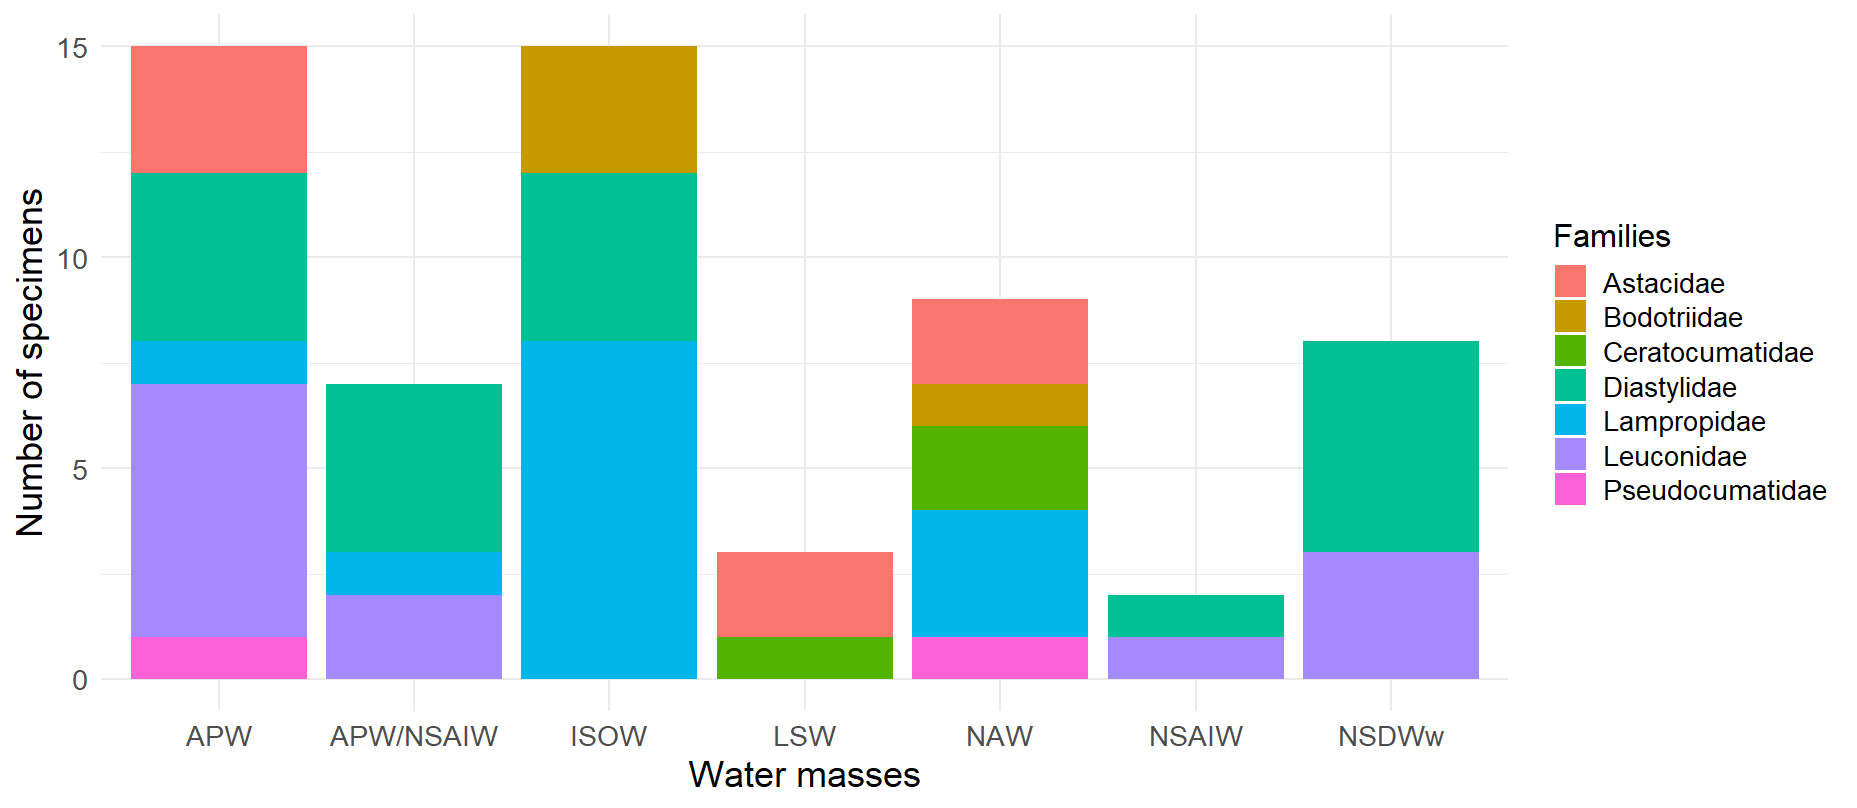 Number of specimens
15
10
5
0
APW
APW/NSAIW
ISOW
LSW
NAW
NSAIW
NSDWw
Water masses
Families
Astacidae
Bodotriidae
Ceratocumatidae
Diastylidae
Lampropidae
Leuconidae
Pseudocumatidae